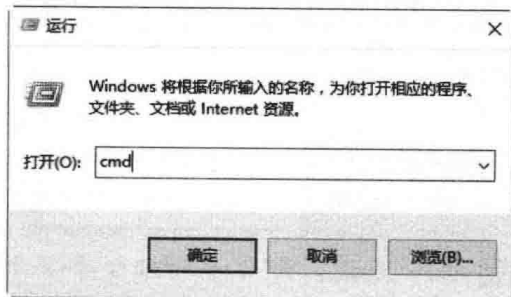 运行
Windows 将根据你所输入的名称，为你打开相应的程序、
文件夹、文档或 Internet 资源。
打开(O): cmd
确定 取消 浏览(B)...